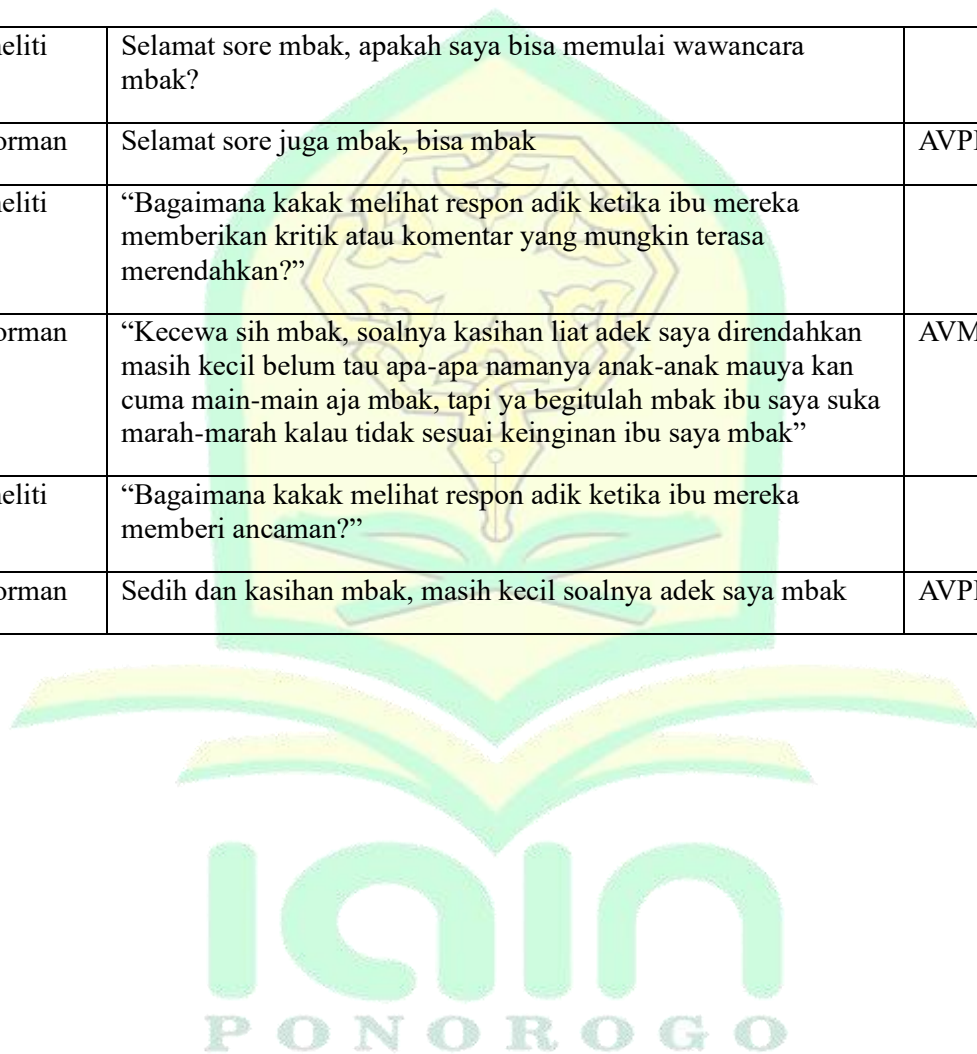 eliti
Selamat sore mbak, apakah saya bisa memulai wawancara
mbak?
orman
Selamat sore juga mbak, bisa mbak
AVP
eliti
“Bagaimana kakak melihat respon adik ketika ibu mereka
memberikan kritik atau komentar yang mungkin terasa
merendahkan?”
orman
“Kecewa sih mbak, soalnya kasihan liat adek saya direndahkan
masih kecil belum tau apa-apa namanya anak-anak mauya kan
cuma main-main aja mbak, tapi ya begitulah mbak ibu saya suka
marah-marah kalau tidak sesuai keinginan ibu saya mbak”
AVM
eliti
“Bagaimana kakak melihat respon adik ketika ibu mereka
memberi ancaman?”
orman
Sedih dan kasihan mbak, masih kecil soalnya adek saya mbak
AVP
iain
PONOROGO